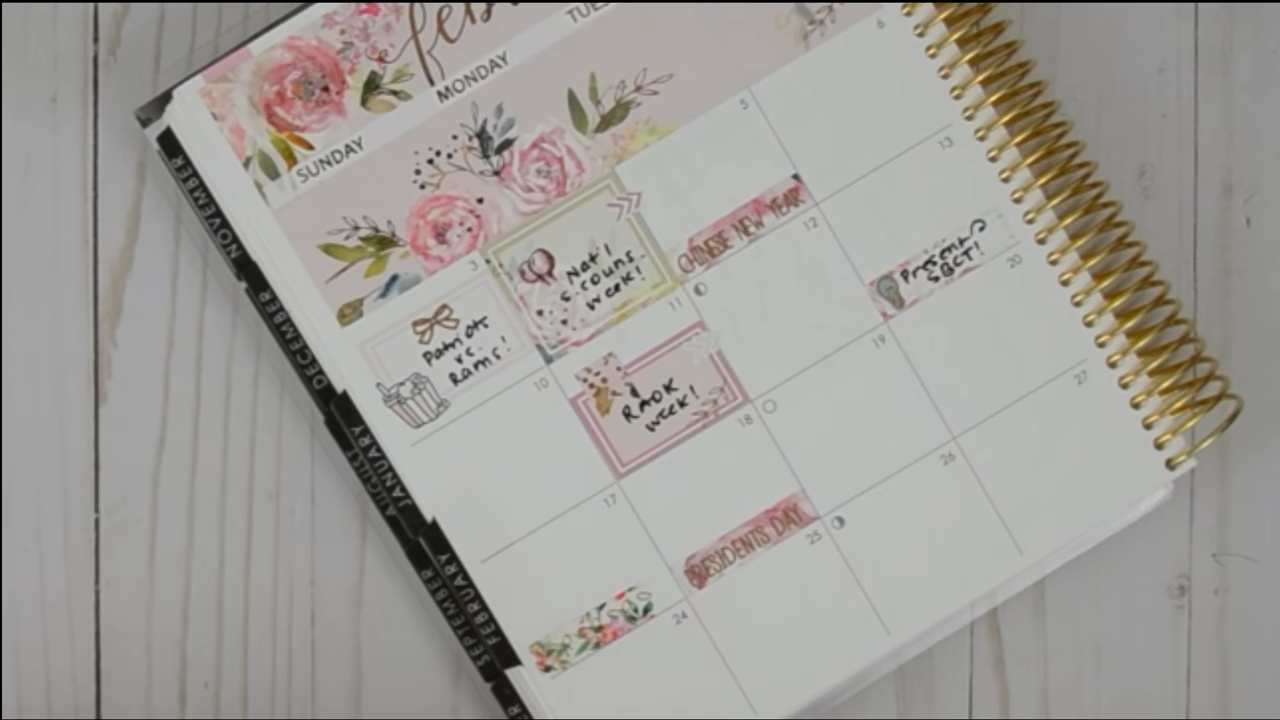 TUE
MONDAY
SUNDAY
3
5
6
Patriots
vs.
Rams!
Nat'l
s.couns.
week!
CHINESE NEW YEAR
10
11
12
13
RAOK
week!
Present
SBCT!
17
18
19
20
PRESIDENTS DAY
24
25
26
27
NOVEMBER
DECEMBER
JANUARY
AUGUST
FEBRUARY
SEPTEMBER